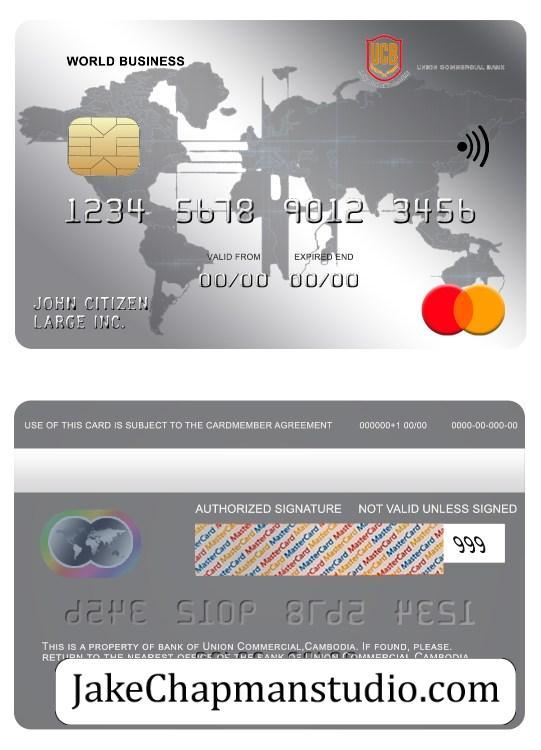 WORLD BUSINESS
UCB
UNION COMMERCIAL BANK
1234 5678 9012 3456
VALID FROM EXPIRED END
00/00 00/00
JOHN CITIZEN
LARGE INC.
USE OF THIS CARD IS SUBJECT TO THE CARDMEMBER AGREEMENT 000000+1 00/00 0000-00-000-00
AUTHORIZED SIGNATURE NOT VALID UNLESS SIGNED
MasterCard MasterCard MasterCard
999
1234 5678 9012 3456
THIS IS A PROPERTY OF BANK OF UNION COMMERCIAL,CAMBODIA. IF FOUND, PLEASE.
RETURN TO THE NEAREST OFFICE OF THE BANK OF UNION COMMERCIAL, CAMBODIA
JakeChapmanstudio.com